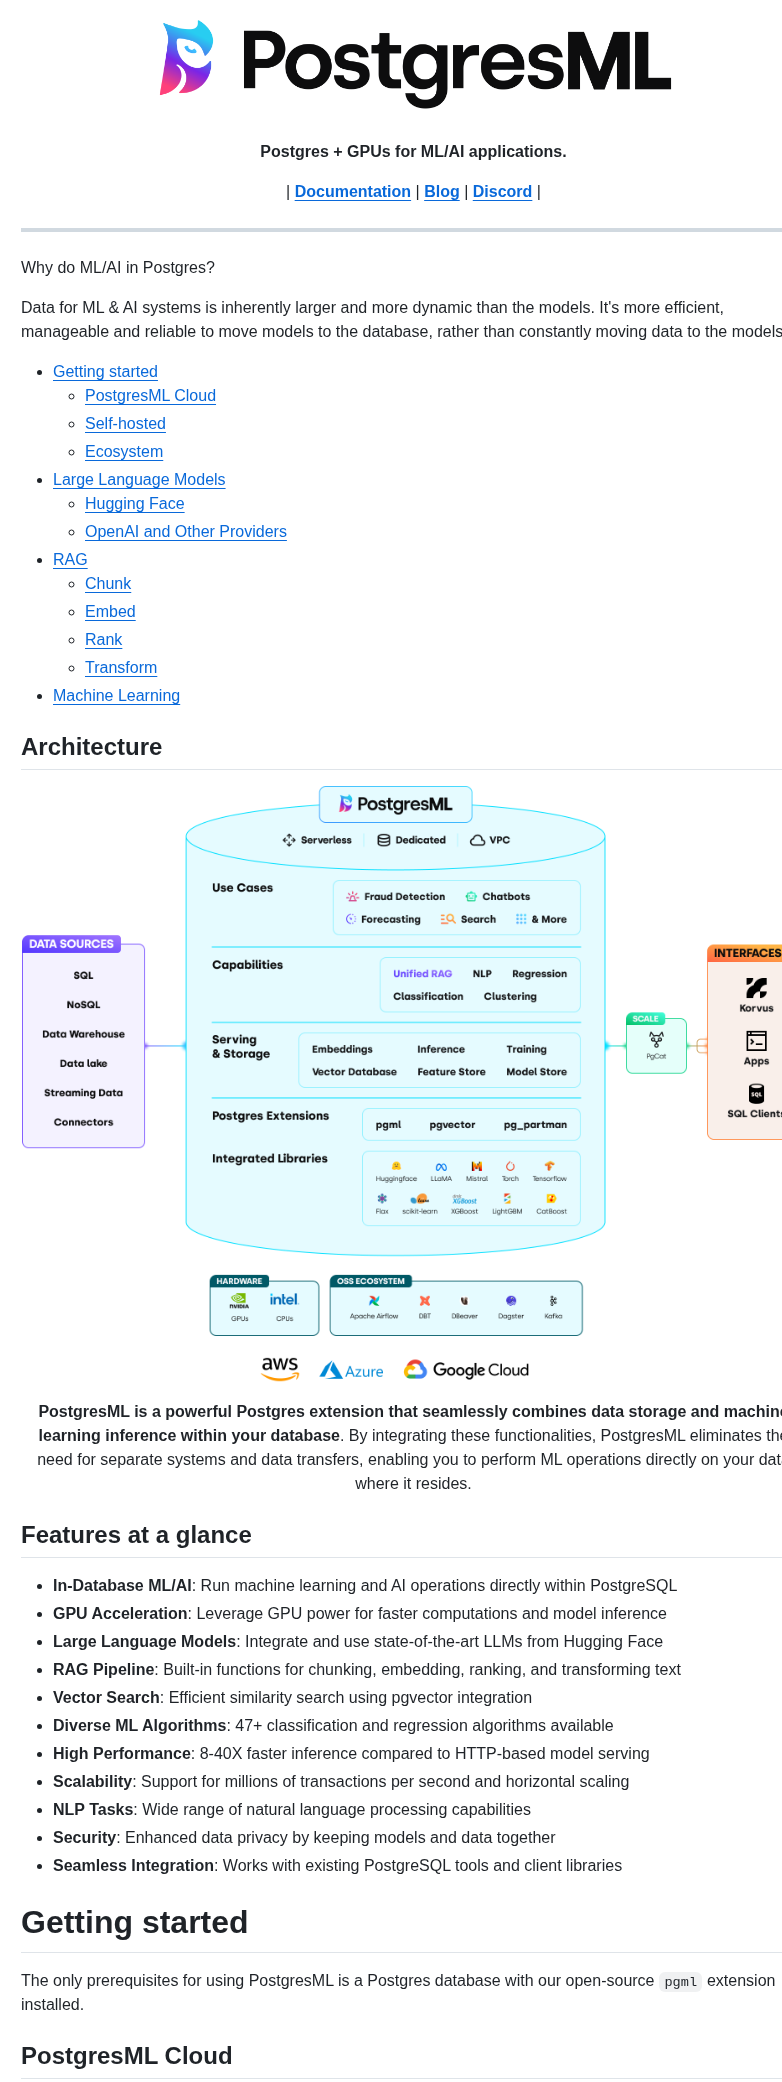 PostgresML
Postgres + GPUs for ML/AI applications.
| Documentation | Blog | Discord |
Why do ML/AI in Postgres?
Data for ML & AI systems is inherently larger and more dynamic than the models. It's more efficient,
manageable and reliable to move models to the database, rather than constantly moving data to the models
Getting started
PostgresML Cloud
Self-hosted
Ecosystem
Large Language Models
Hugging Face
OpenAI and Other Providers
RAG
Chunk
Embed
Rank
Transform
Machine Learning
Architecture
PostgresML
Serverless Dedicated VPC
Use Cases
Fraud Detection Chatbots
Forecasting Search & More
DATA SOURCES
SQL
NoSQL
Data Warehouse
Data lake
Streaming Data
Connectors
Capabilities
Unified RAG NLP Regression
Classification Clustering
Serving
& Storage
Embeddings Inference Training
Vector Database Feature Store Model Store
Postgres Extensions
pgml pgvector pg_partman
Integrated Libraries
Huggingface LLaMA Mistral Torch Tensorflow
Flax scikit-learn XGBoost LightGBM CatBoost
SCALE
PgCat
INTERFACES
Korvus
Apps
SQL
SQL Clients
HARDWARE
NVIDIA intel
GPUs CPUs
OSS ECOSYSTEM
Apache Airflow DBT DBeaver Dagster Kafka
aws Azure Google Cloud
PostgresML is a powerful Postgres extension that seamlessly combines data storage and machine
learning inference within your database. By integrating these functionalities, PostgresML eliminates the
need for separate systems and data transfers, enabling you to perform ML operations directly on your data
where it resides.
Features at a glance
In-Database ML/AI: Run machine learning and AI operations directly within PostgreSQL
GPU Acceleration: Leverage GPU power for faster computations and model inference
Large Language Models: Integrate and use state-of-the-art LLMs from Hugging Face
RAG Pipeline: Built-in functions for chunking, embedding, ranking, and transforming text
Vector Search: Efficient similarity search using pgvector integration
Diverse ML Algorithms: 47+ classification and regression algorithms available
High Performance: 8-40X faster inference compared to HTTP-based model serving
Scalability: Support for millions of transactions per second and horizontal scaling
NLP Tasks: Wide range of natural language processing capabilities
Security: Enhanced data privacy by keeping models and data together
Seamless Integration: Works with existing PostgreSQL tools and client libraries
Getting started
The only prerequisites for using PostgresML is a Postgres database with our open-source pgml extension
installed.
PostgresML Cloud